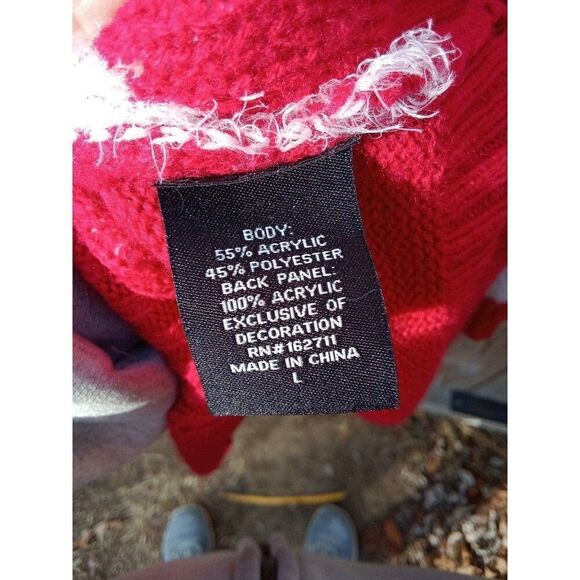 BODY:
55% ACRYLIC
45% POLYESTER
BACK PANEL:
100% ACRYLIC
EXCLUSIVE OF
DECORATION
RN#162711
MADE IN CHINA
L